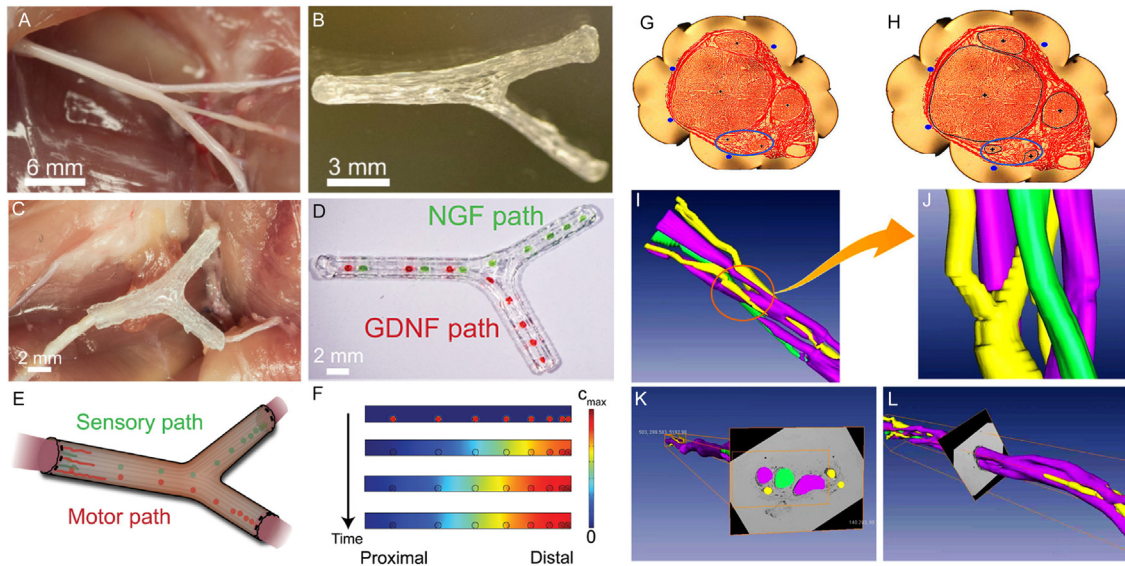 A
6 mm
B
3 mm
C
2 mm
D
NGF path
GDNF path
2 mm
E
Sensory path
Motor path
F
cmax
0
Time
Proximal
Distal
G
H
I
J
K
L